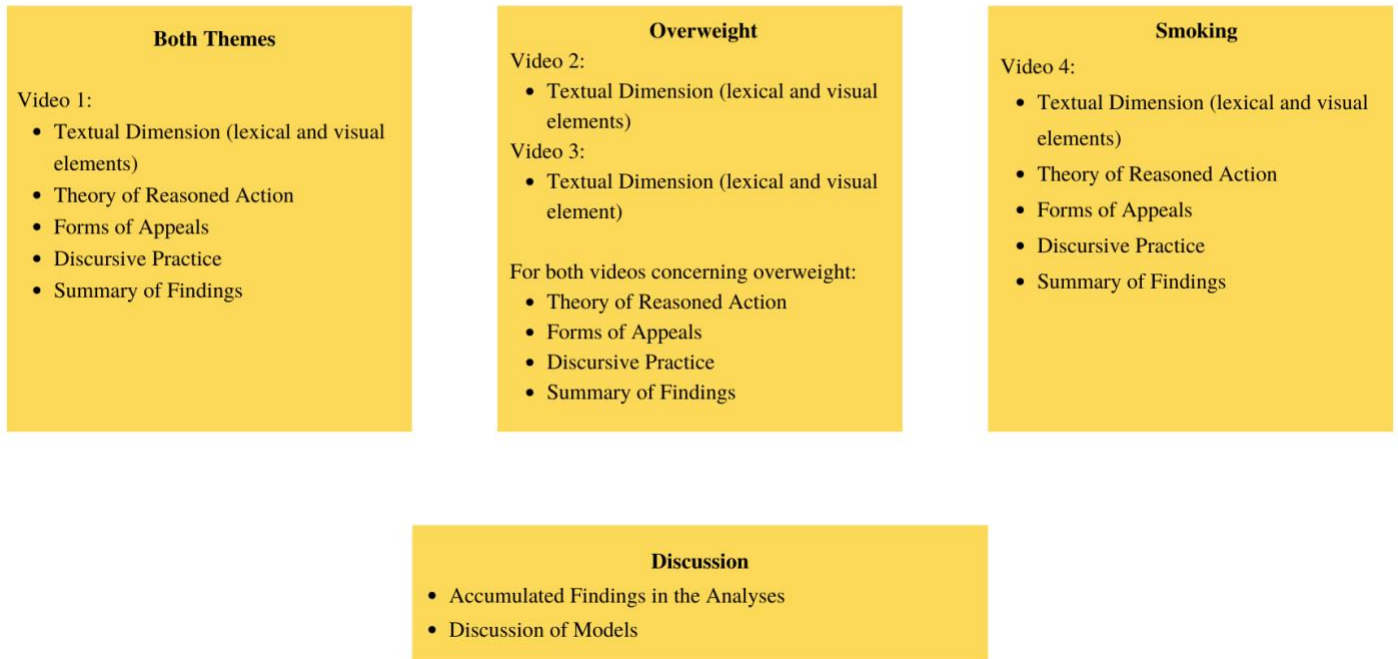 Both Themes
Video 1:
• Textual Dimension (lexical and visual
elements)
• Theory of Reasoned Action
• Forms of Appeals
• Discursive Practice
• Summary of Findings
Overweight
Video 2:
• Textual Dimension (lexical and visual
elements)
Video 3:
• Textual Dimension (lexical and visual
element)
For both videos concerning overweight:
• Theory of Reasoned Action
• Forms of Appeals
• Discursive Practice
• Summary of Findings
Smoking
Video 4:
• Textual Dimension (lexical and visual
elements)
• Theory of Reasoned Action
• Forms of Appeals
• Discursive Practice
• Summary of Findings
Discussion
• Accumulated Findings in the Analyses
• Discussion of Models